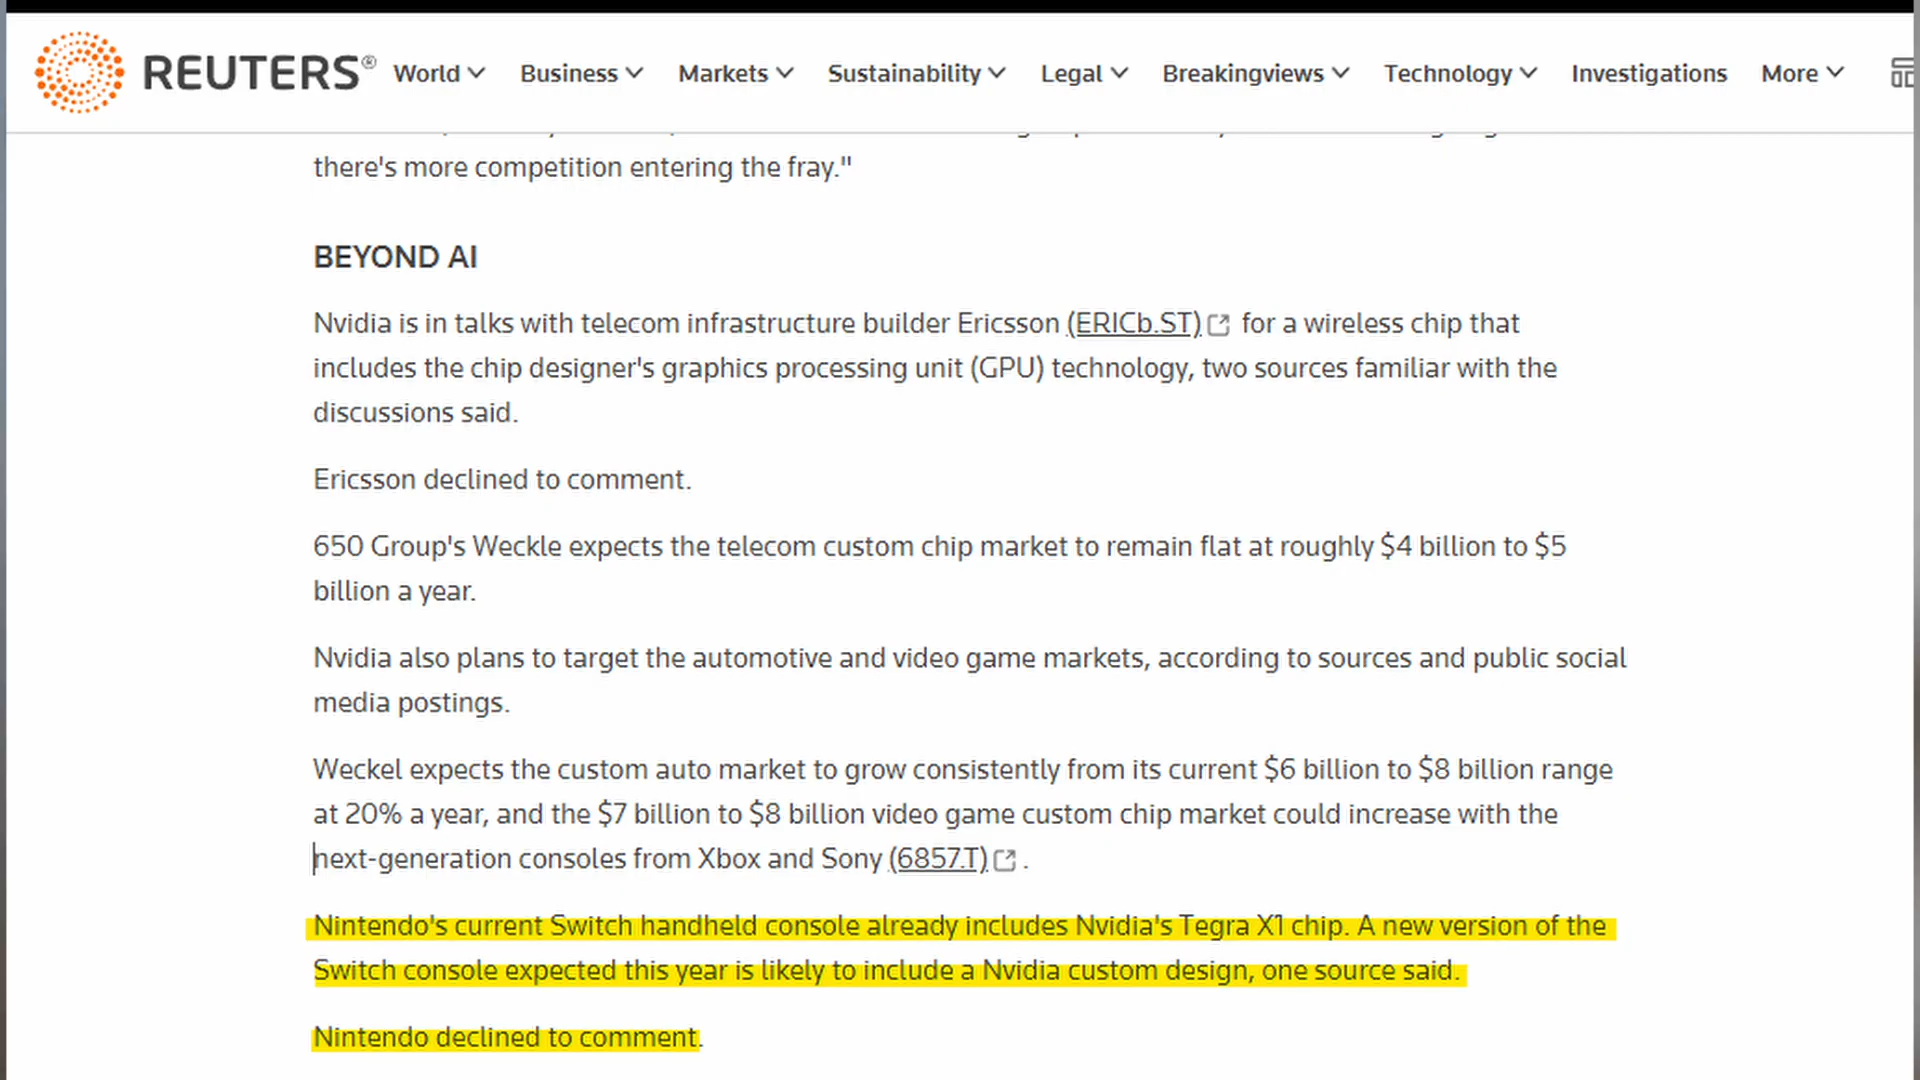 REUTERS®
World
Business
Markets
Sustainability
Legal
Breakingviews
Technology
Investigations
More
there's more competition entering the fray."
BEYOND AI
Nvidia is in talks with telecom infrastructure builder Ericsson (ERICb.ST) for a wireless chip that
includes the chip designer's graphics processing unit (GPU) technology, two sources familiar with the
discussions said.
Ericsson declined to comment.
650 Group's Weckle expects the telecom custom chip market to remain flat at roughly $4 billion to $5
billion a year.
Nvidia also plans to target the automotive and video game markets, according to sources and public social
media postings.
Weckel expects the custom auto market to grow consistently from its current $6 billion to $8 billion range
at 20% a year, and the $7 billion to $8 billion video game custom chip market could increase with the
next-generation consoles from Xbox and Sony (6857.T) .
Nintendo's current Switch handheld console already includes Nvidia's Tegra X1 chip. A new version of the
Switch console expected this year is likely to include a Nvidia custom design, one source said.
Nintendo declined to comment.